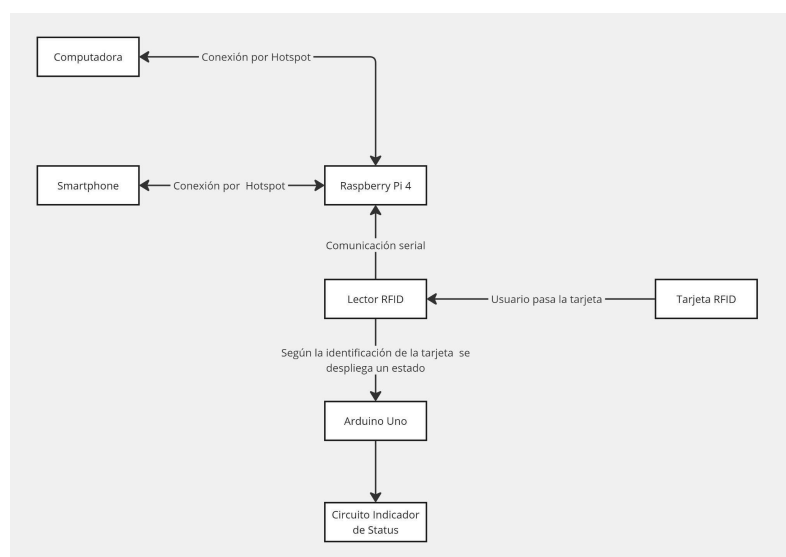 Computadora
Conexión por Hotspot
Smartphone
Conexión por Hotspot
Raspberry Pi 4
Comunicación serial
Lector RFID
Usuario pasa la tarjeta
Tarjeta RFID
Según la identificación de la tarjeta se
despliega un estado
Arduino Uno
Circuito Indicador
de Status